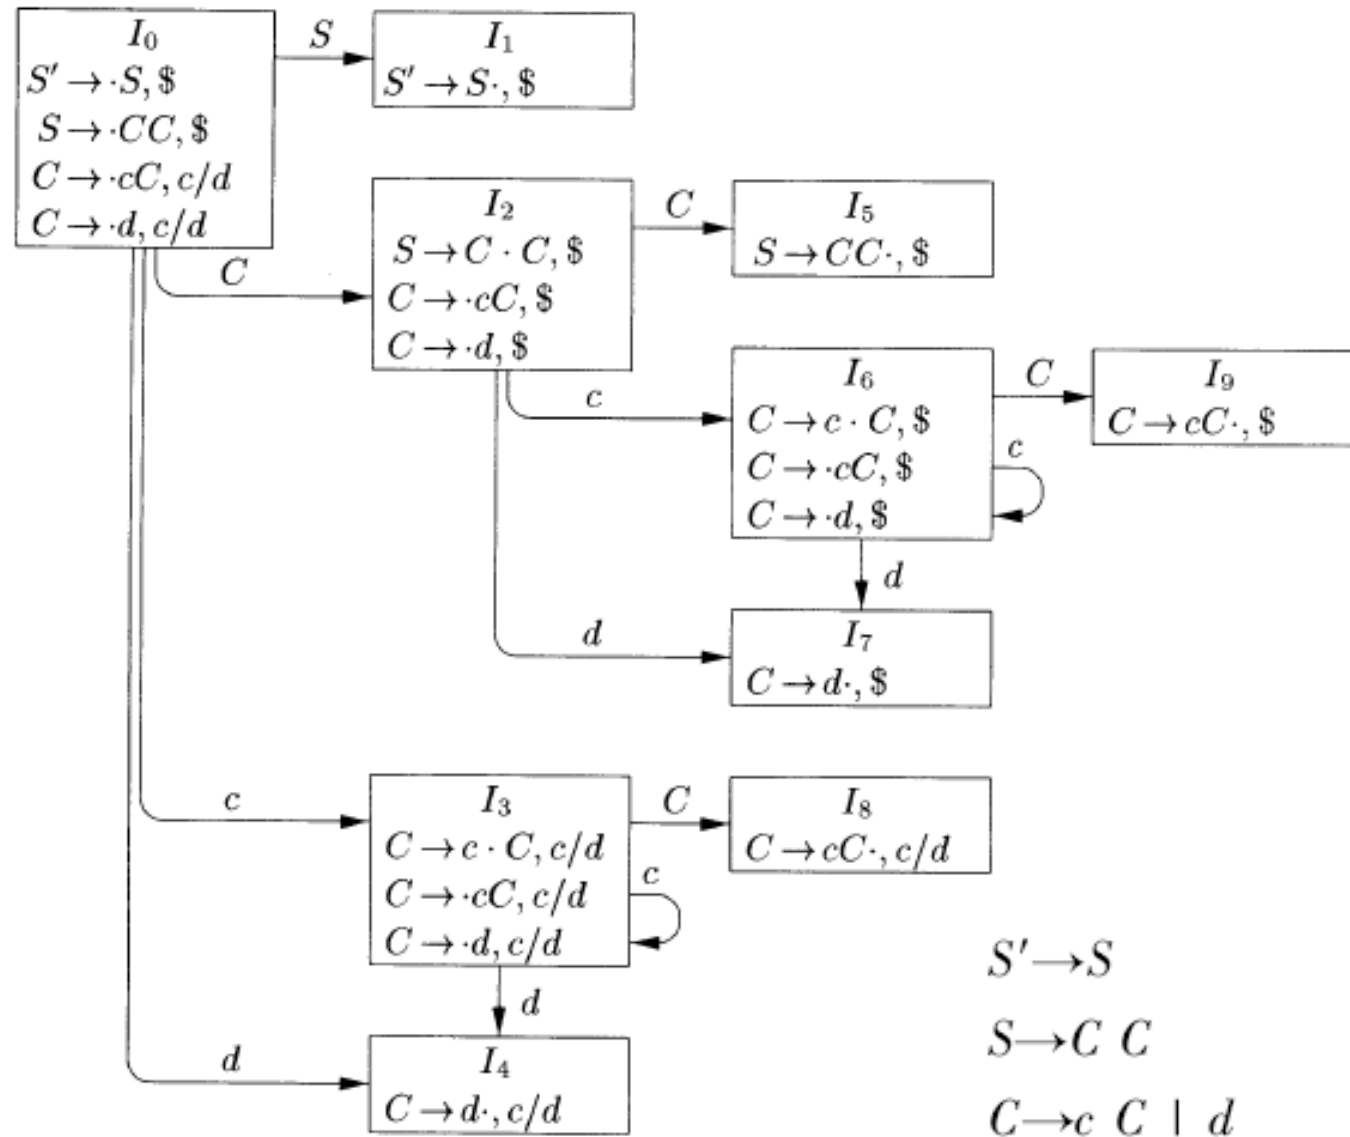 I₀
S′ → ·S, $
S → ·CC, $
C → ·cC, c/d
C → ·d, c/d
S
I₁
S′ → S·, $
C
I₂
S → C · C, $
C → ·cC, $
C → ·d, $
C
I₅
S → CC·, $
c
I₆
C → c · C, $
C → ·cC, $
C → ·d, $
C
I₉
C → cC·, $
c
d
d
I₇
C → d·, $
c
I₃
C → c · C, c/d
C → ·cC, c/d
C → ·d, c/d
C
I₈
C → cC·, c/d
c
d
d
I₄
C → d·, c/d
S′→S
S→C C
C→c C | d